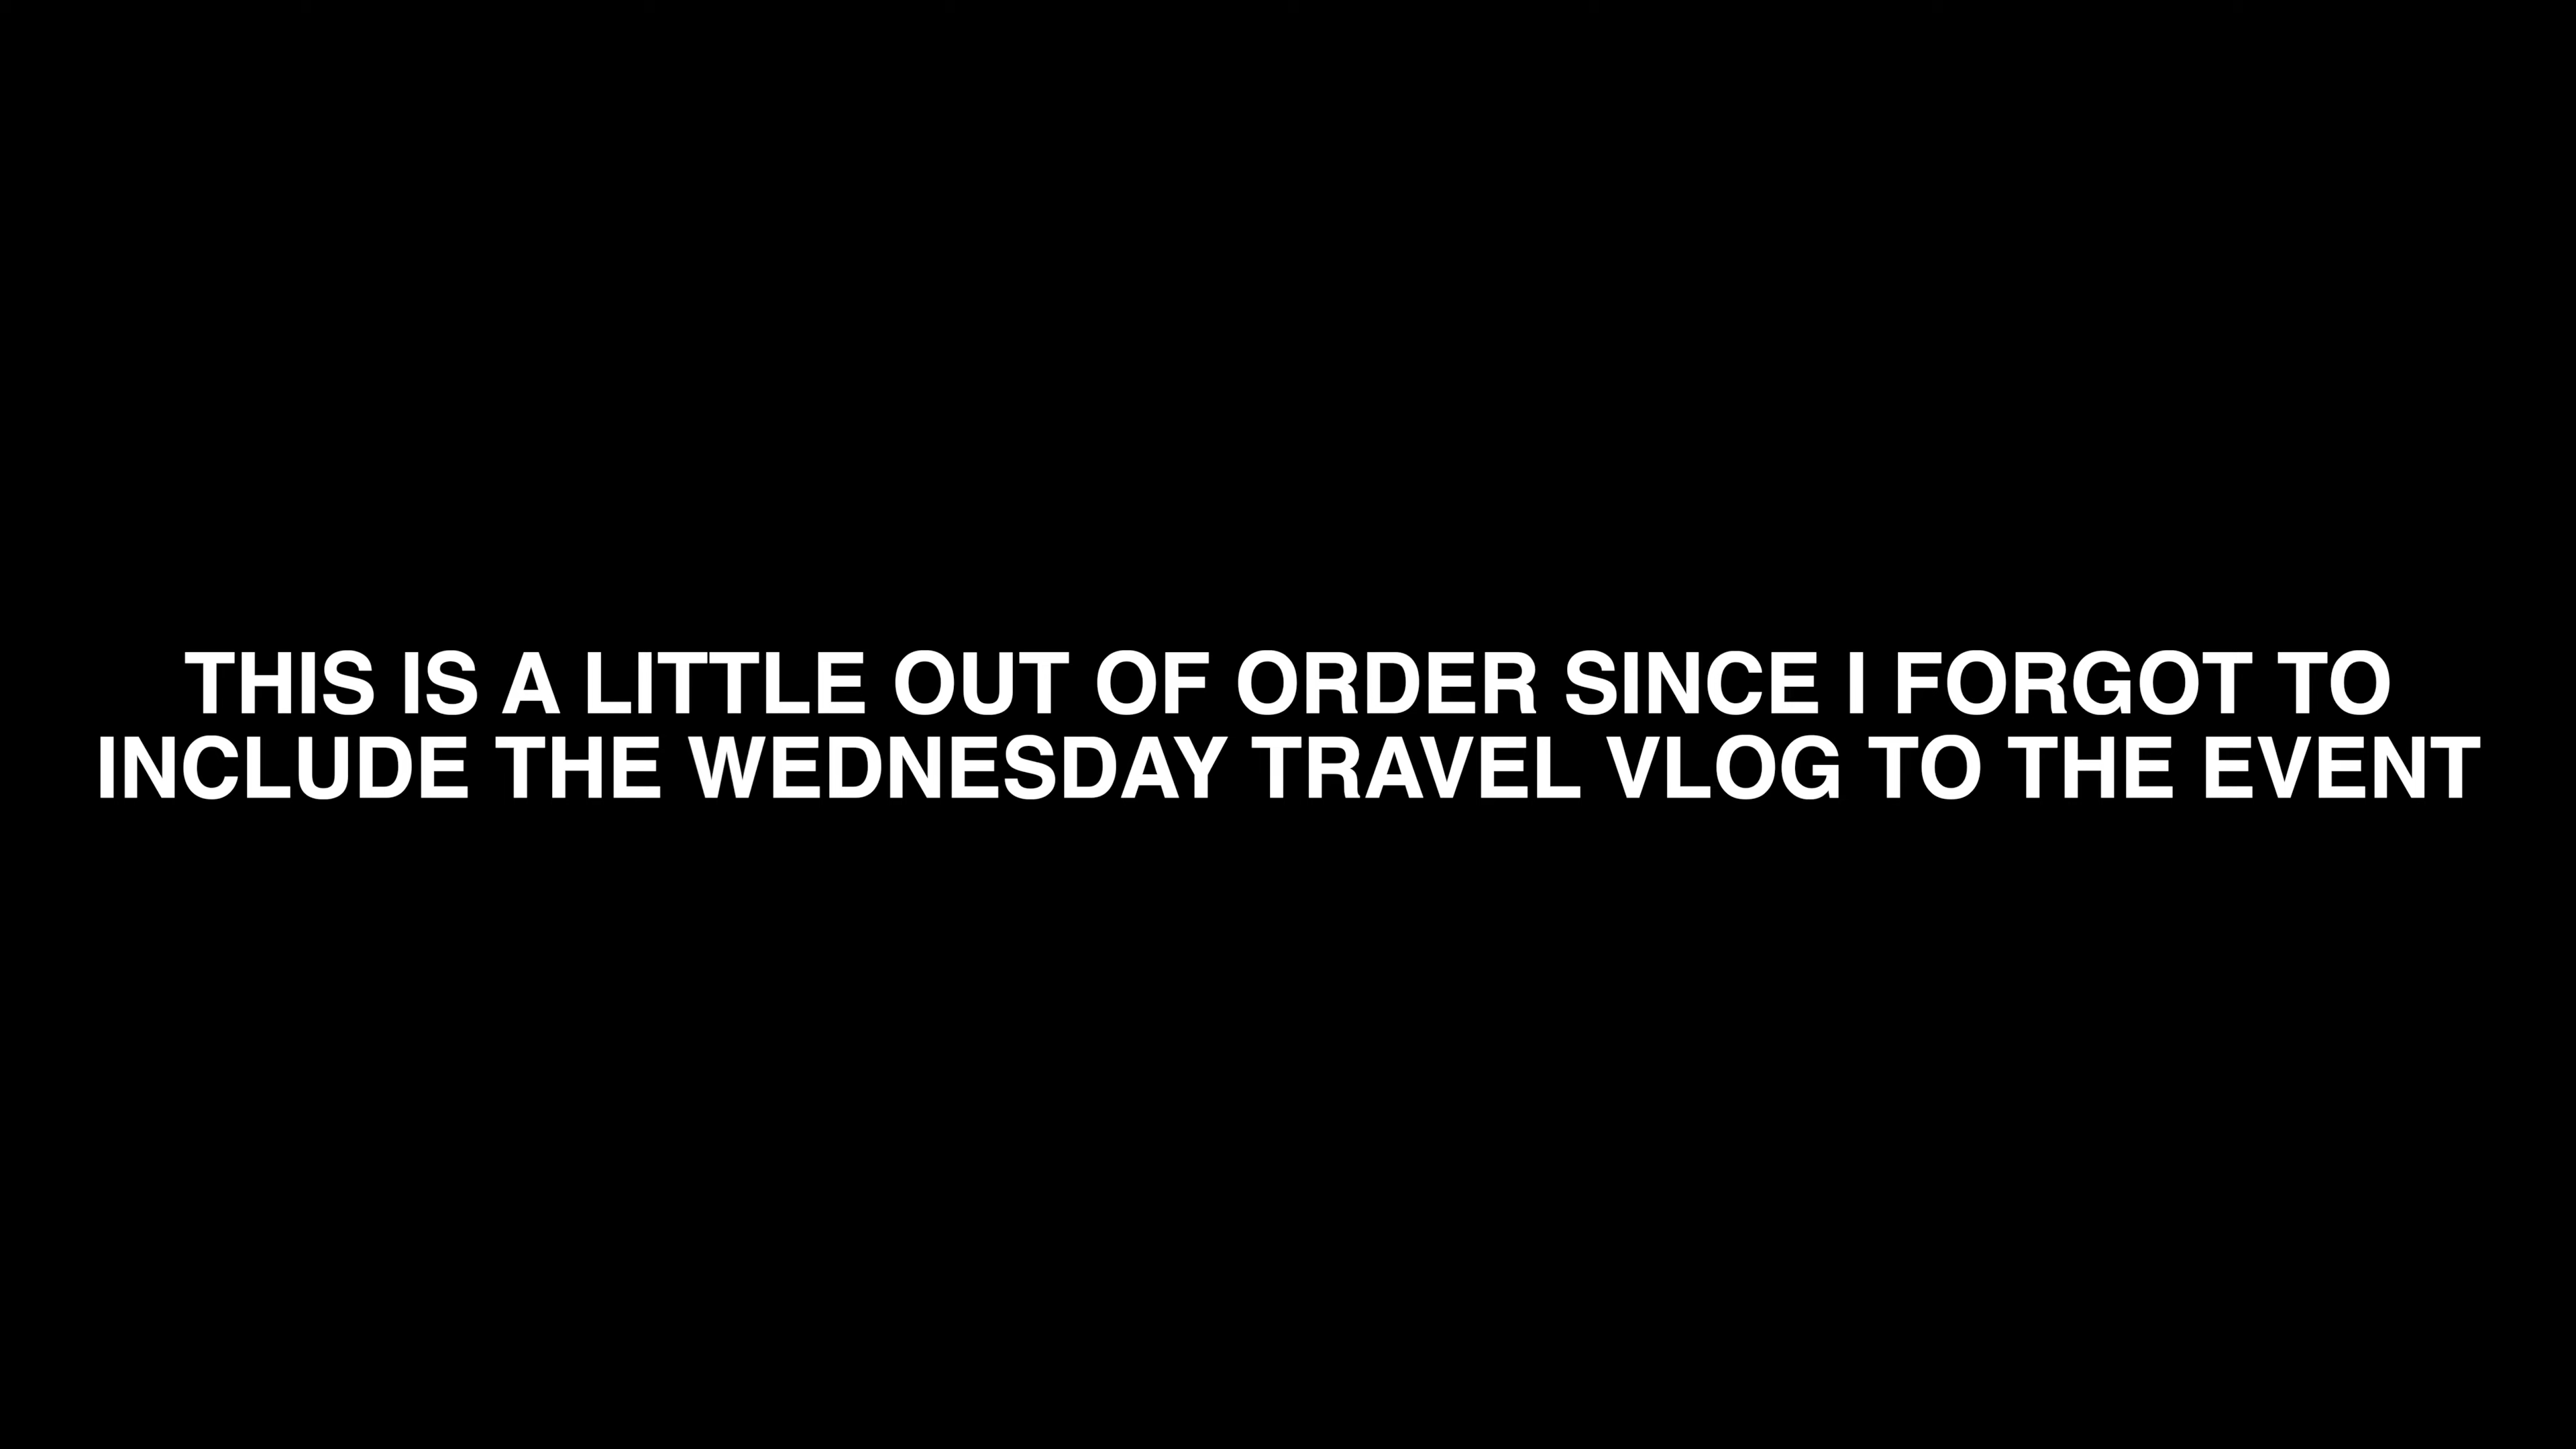 THIS IS A LITTLE OUT OF ORDER SINCE I FORGOT TO
INCLUDE THE WEDNESDAY TRAVEL VLOG TO THE EVENT